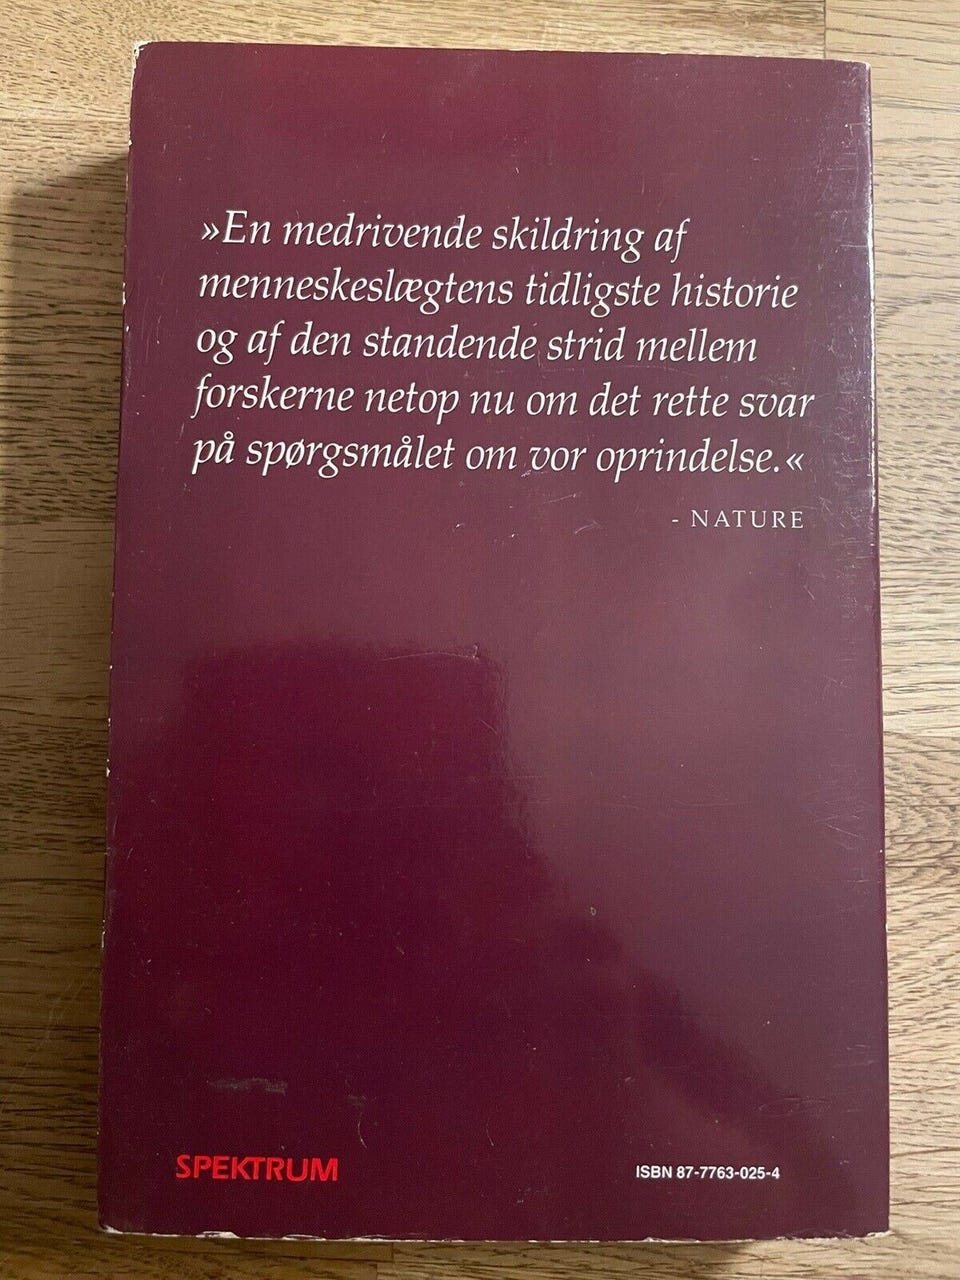 »En medrivende skildring af
menneskeslægtens tidligste historie
og af den standende strid mellem
forskerne netop nu om det rette svar
på spørgsmålet om vor oprindelse.«
- NATURE
SPEKTRUM
ISBN 87-7763-025-4